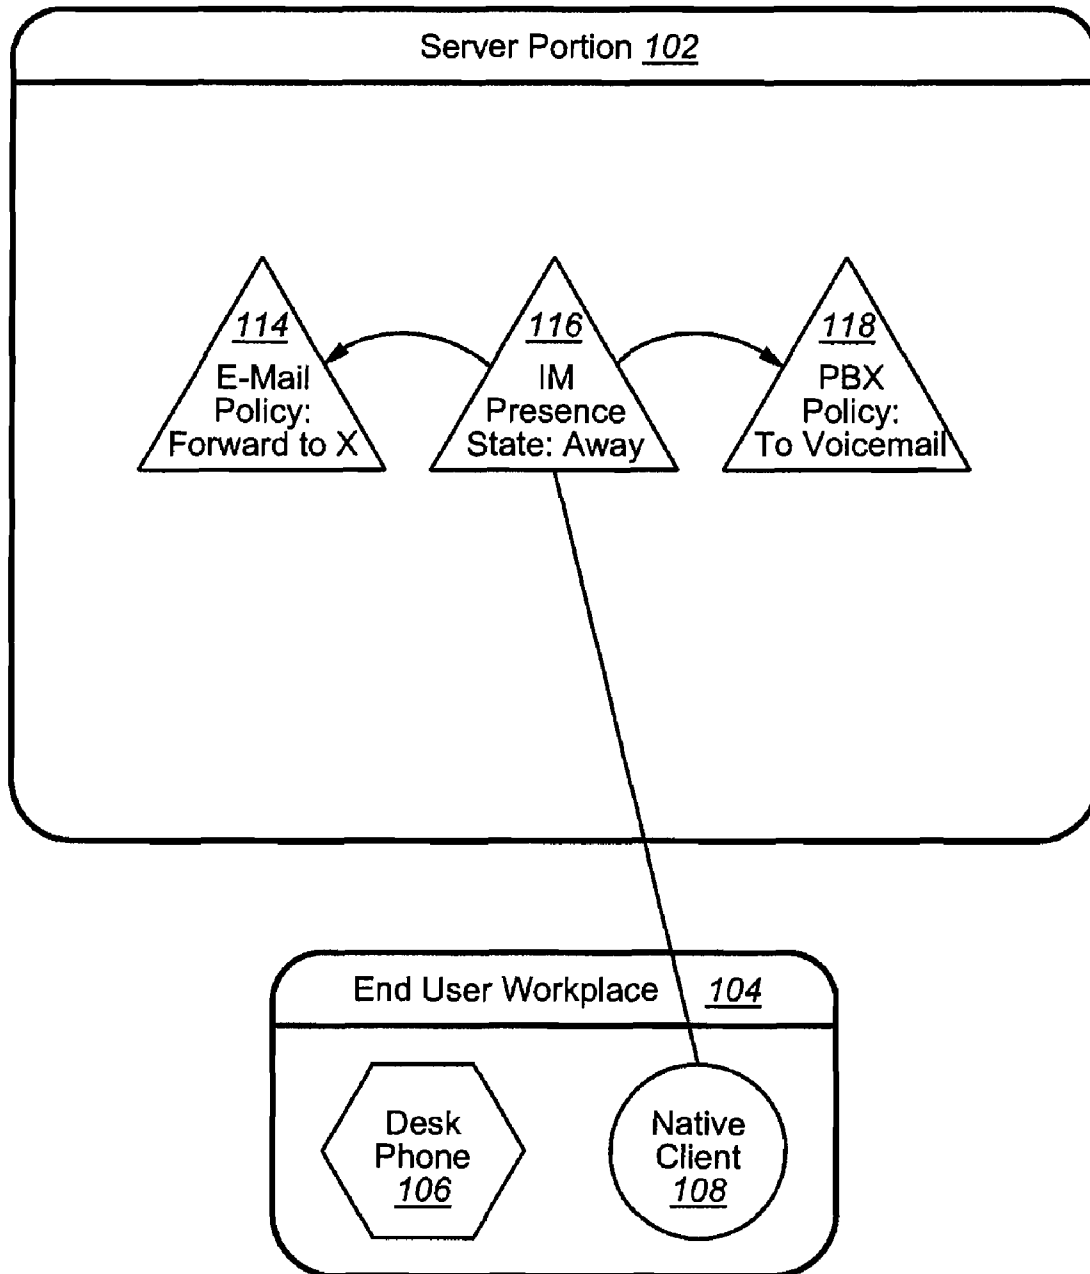 Server Portion 102
114
E-Mail
Policy:
Forward to X
116
IM
Presence
State: Away
118
PBX
Policy:
To Voicemail
End User Workplace 104
Desk
Phone
106
Native
Client
108